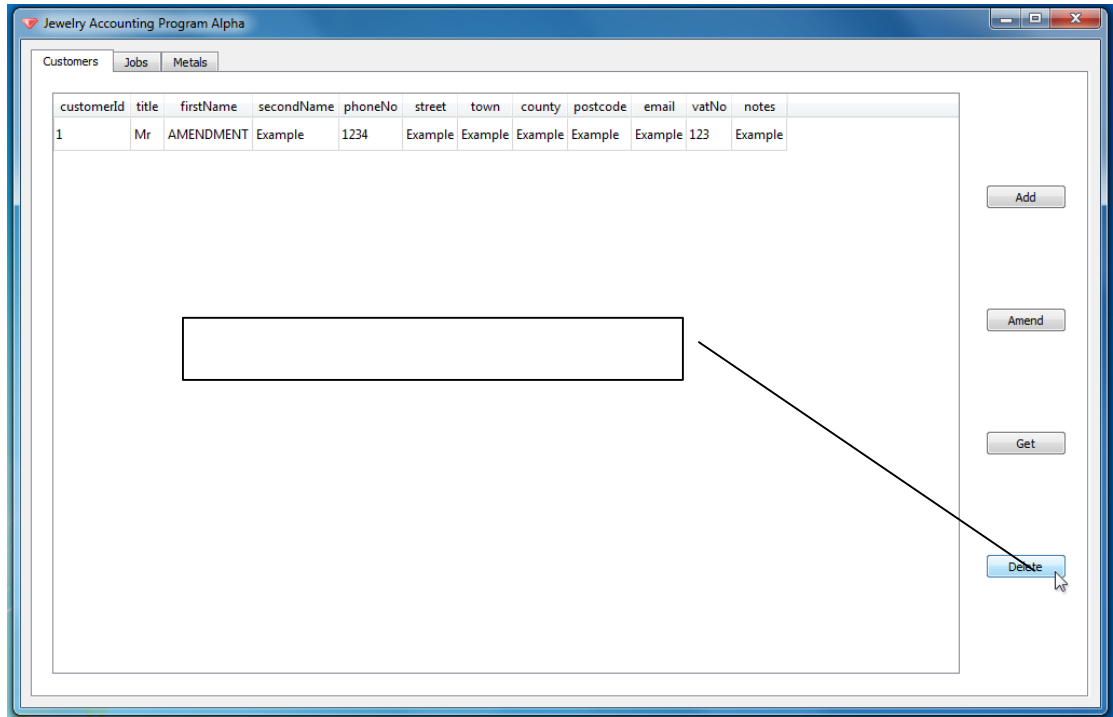 Jewelry Accounting Program Alpha
Customers Jobs Metals
customerId title firstName secondName phoneNo street town county postcode email vatNo notes
1 Mr AMENDMENT Example 1234 Example Example Example Example Example 123 Example
Add
Amend
Get
Delete